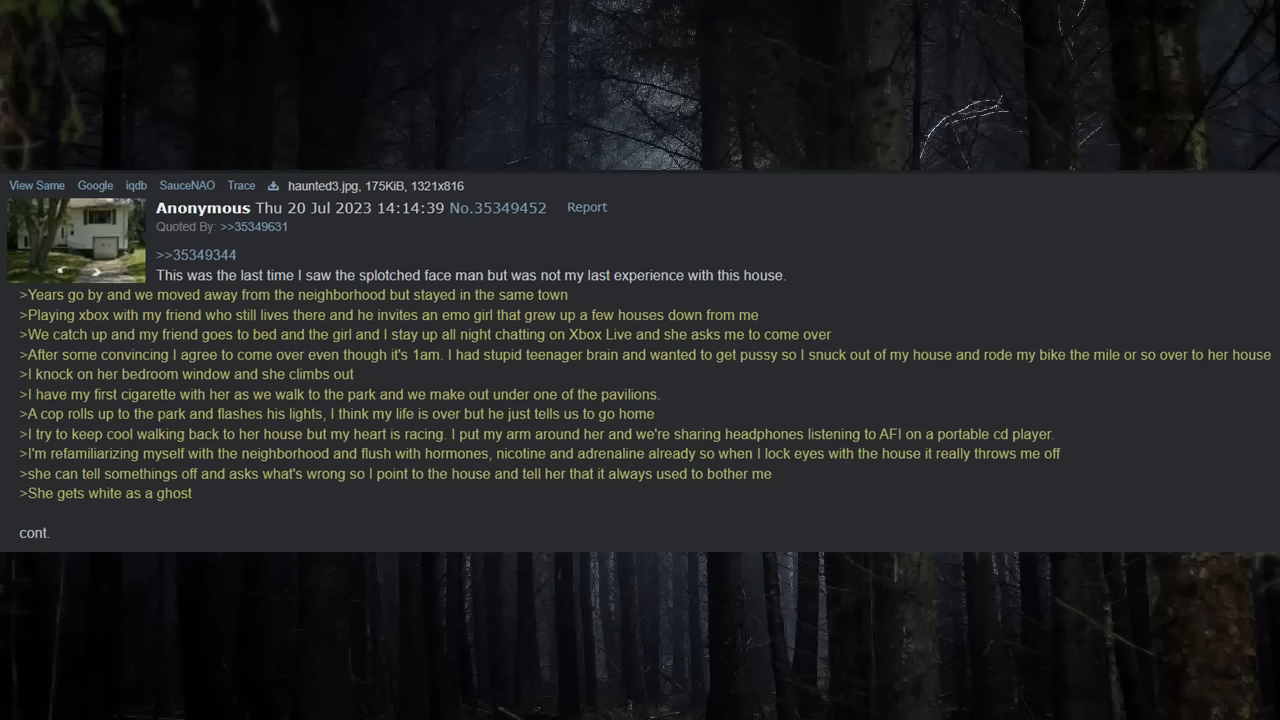 View Same Google iqdb SauceNAO Trace haunted3.jpg, 175KiB, 1321x816
Anonymous Thu 20 Jul 2023 14:14:39 No.35349452 Report
Quoted By: >>35349631
>>35349344
This was the last time I saw the splotched face man but was not my last experience with this house.
>Years go by and we moved away from the neighborhood but stayed in the same town
>Playing xbox with my friend who still lives there and he invites an emo girl that grew up a few houses down from me
>We catch up and my friend goes to bed and the girl and I stay up all night chatting on Xbox Live and she asks me to come over
>After some convincing I agree to come over even though it's 1am. I had stupid teenager brain and wanted to get pussy so I snuck out of my house and rode my bike the mile or so over to her house
>I knock on her bedroom window and she climbs out
>I have my first cigarette with her as we walk to the park and we make out under one of the pavilions.
>A cop rolls up to the park and flashes his lights, I think my life is over but he just tells us to go home
>I try to keep cool walking back to her house but my heart is racing. I put my arm around her and we're sharing headphones listening to AFI on a portable cd player.
>I'm refamiliarizing myself with the neighborhood and flush with hormones, nicotine and adrenaline already so when I lock eyes with the house it really throws me off
>she can tell somethings off and asks what's wrong so I point to the house and tell her that it always used to bother me
>She gets white as a ghost
cont.